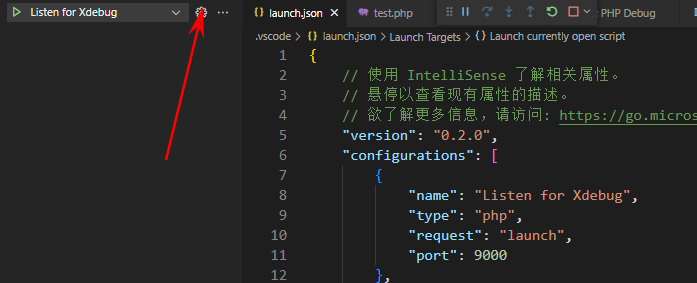 Listen for Xdebug
launch.json
test.php
PHP Debug
.vscode > launch.json > Launch Targets > Launch currently open script
1 {
2 // 使用 IntelliSense 了解相关属性。
3 // 悬停以查看现有属性的描述。
4 // 欲了解更多信息，请访问: https://go.micros
5 "version": "0.2.0",
6 "configurations": [
7 {
8 "name": "Listen for Xdebug",
9 "type": "php",
10 "request": "launch",
11 "port": 9000
12 },